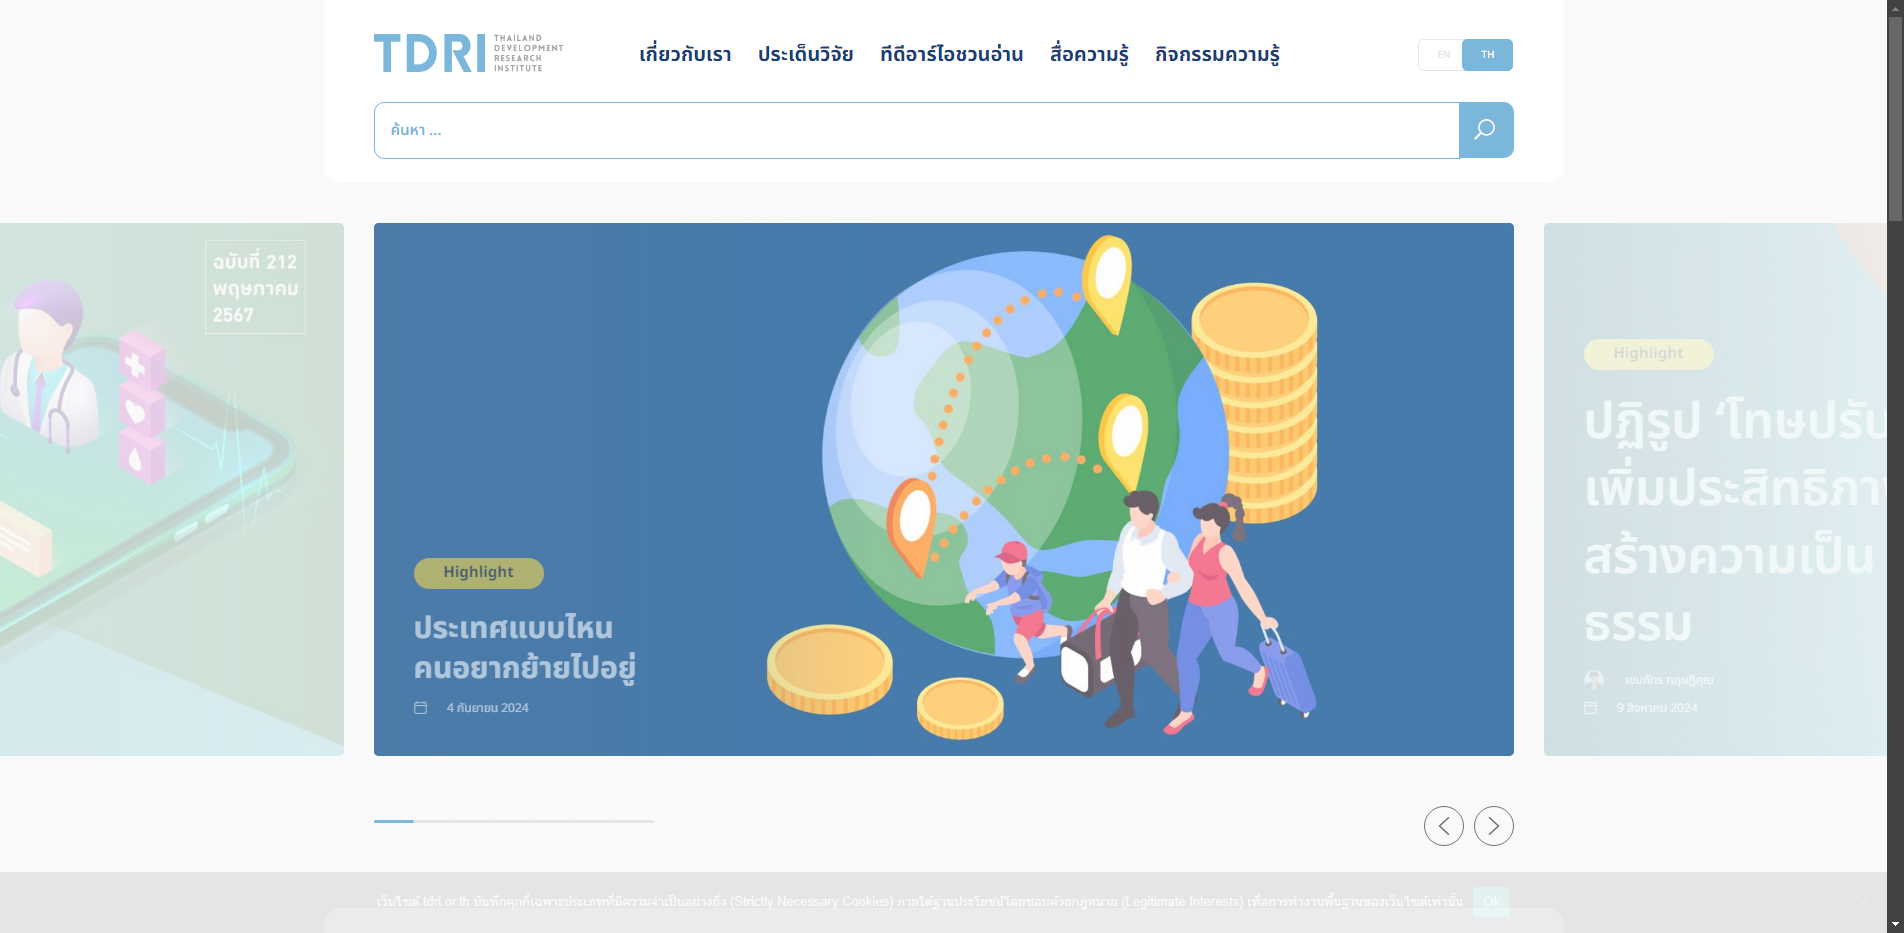 TDRI
THAILAND
DEVELOPMENT
RESEARCH
INSTITUTE
เกี่ยวกับเรา ประเด็นวิจัย ทีดีอาร์ไอชวนอ่าน สื่อความรู้ กิจกรรมความรู้
EN TH
ค้นหา ...
ฉบับที่ 212
พฤษภาคม
2567
Highlight
ประเทศแบบไหน
คนอยากย้ายไปอยู่
4 กันยายน 2024
Highlight
ปฏิรูป ‘โทษปรับ
เพิ่มประสิทธิภา
สร้างความเป็น
ธรรม
เขมภัทร ทฤษฎิคุณ
9 สิงหาคม 2024
เว็บไซต์ tdri.or.th บันทึกคุกกี้เฉพาะประเภทที่มีความจำเป็นอย่างยิ่ง (Strictly Necessary Cookies) ภายใต้ฐานประโยชน์โดยชอบด้วยกฎหมาย (Legitimate Interests) เพื่อการทำงานพื้นฐานของเว็บไซต์เท่านั้น Ok